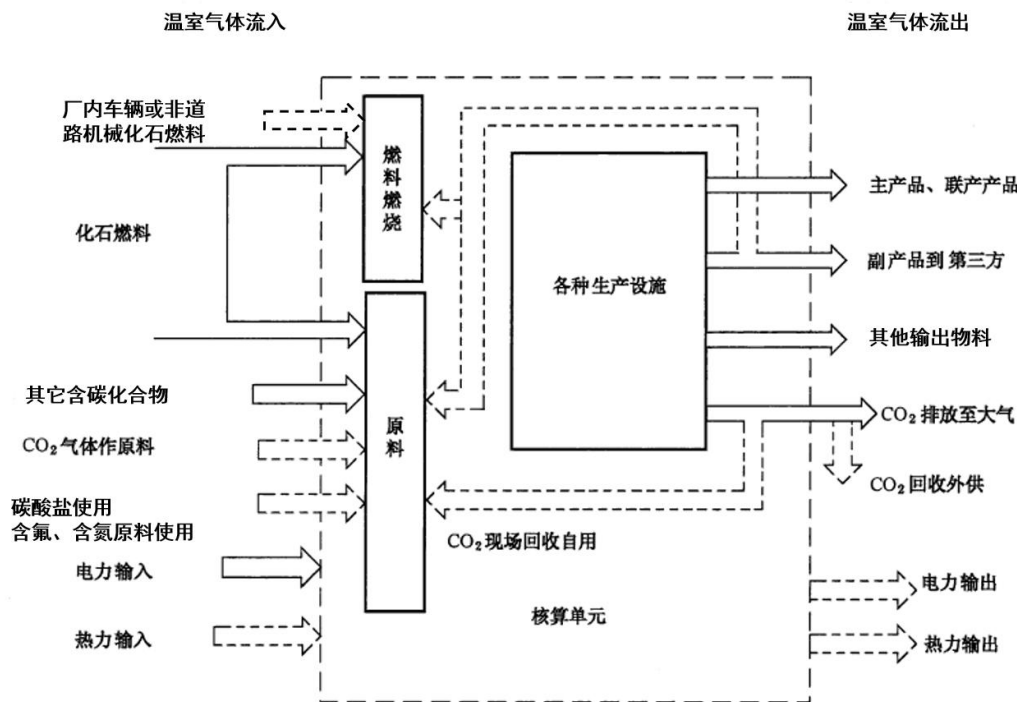 温室气体流入
温室气体流出
厂内车辆或非道
路机械化石燃料
燃料燃烧
主产品、联产产品
化石燃料
副产品到第三方
各种生产设施
其他输出物料
其它含碳化合物
原料
CO₂排放至大气
CO₂气体作原料
CO₂回收外供
碳酸盐使用
含氟、含氮原料使用
CO₂现场回收自用
电力输入
电力输出
核算单元
热力输入
热力输出